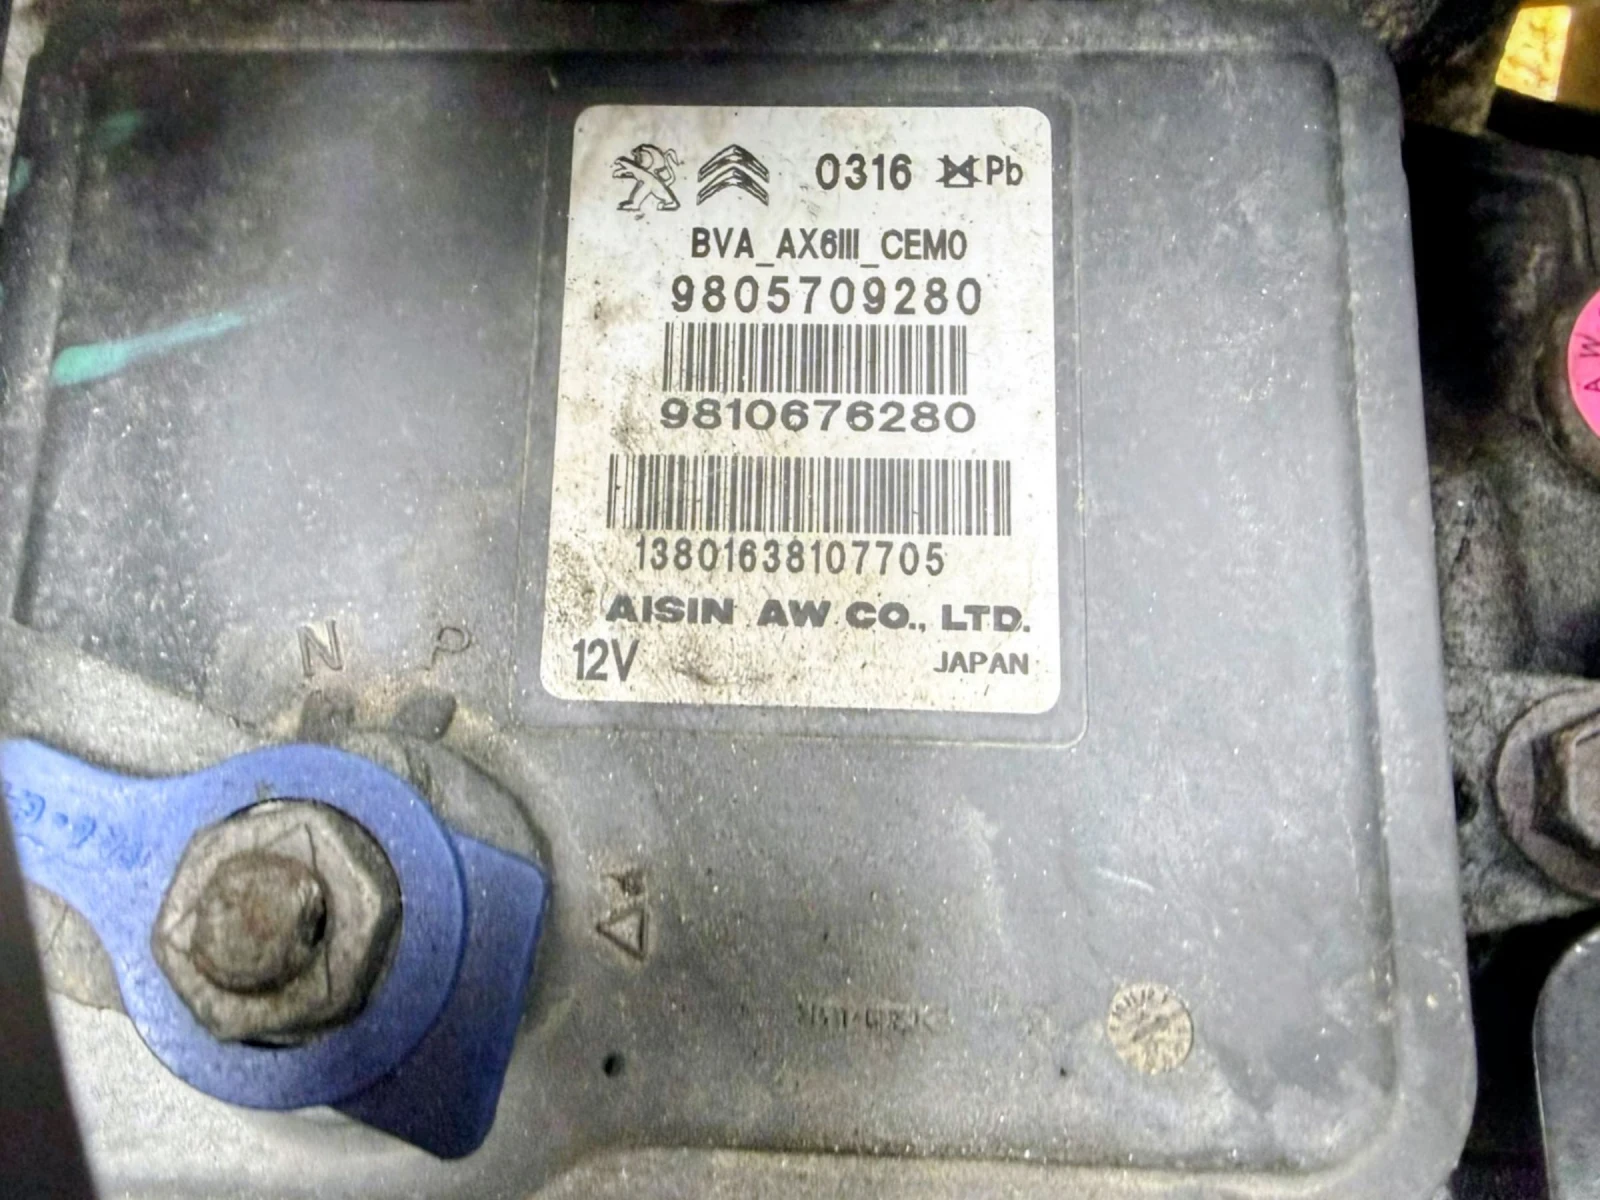 0316 Pb
BVA_AX6III_CEM0
9805709280
9810676280
13801638107705
AISIN AW CO., LTD.
12V JAPAN
N P
A W